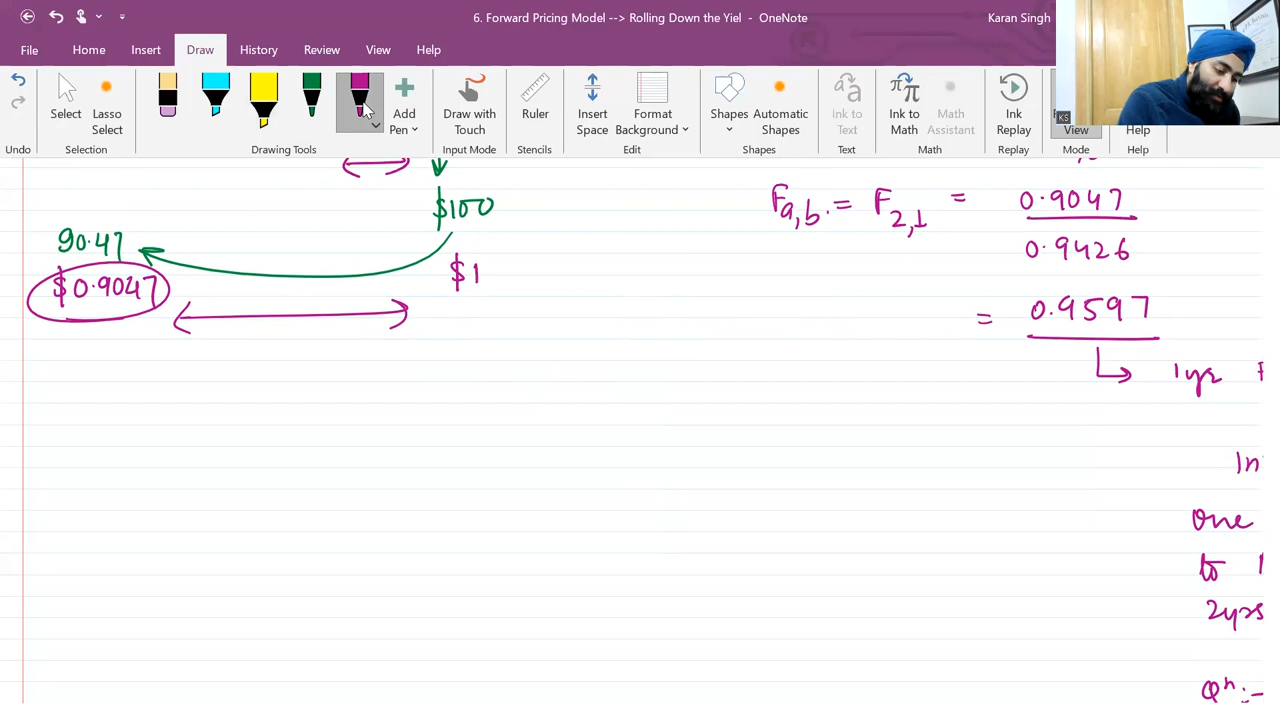 6. Forward Pricing Model --> Rolling Down the Yiel - OneNote
Karan Singh
File Home Insert Draw History Review View Help
Select
Lasso Select
Add Pen
Draw with Touch
Ruler
Insert Space
Format Background
Shapes
Automatic Shapes
Ink to Text
Ink to Math
Math Assistant
Ink Replay
View
Help
Undo Selection Drawing Tools Input Mode Stencils Edit Shapes Math Replay Mode Help
KS
$100
90.47
$0.9047
$1
Fa,b. = F2,1 = 0.9047
0.9426
= 0.9597
1yr
In
One
to
2yrs
Qn :-